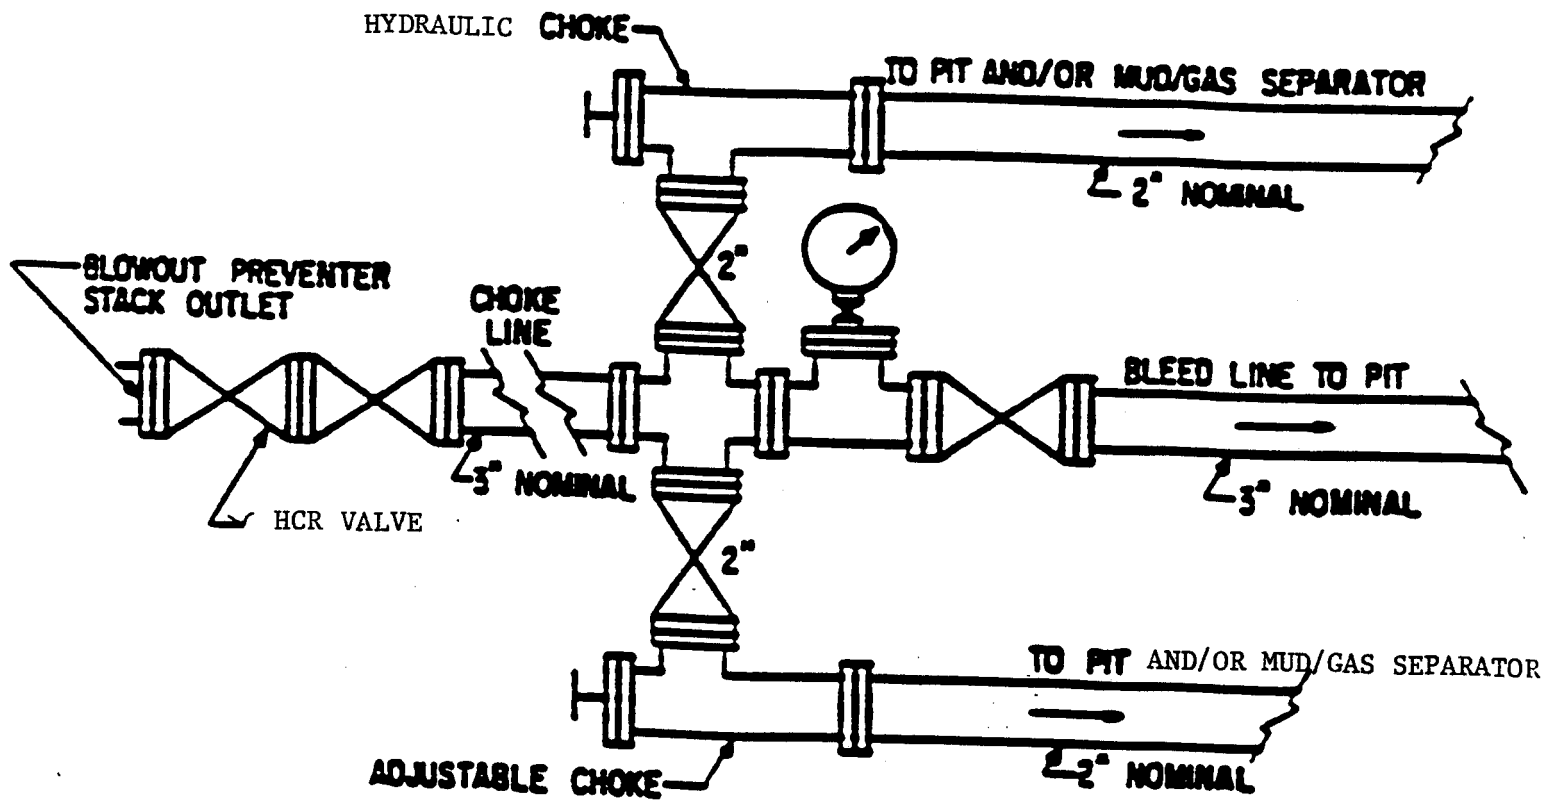 HYDRAULIC CHOKE
TO PIT AND/OR MUD/GAS SEPARATOR
2" NOMINAL
2"
BLOWOUT PREVENTER
STACK OUTLET
CHOKE
LINE
BLEED LINE TO PIT
3" NOMINAL
3" NOMINAL
HCR VALVE
2"
TO PIT AND/OR MUD/GAS SEPARATOR
ADJUSTABLE CHOKE
2" NOMINAL